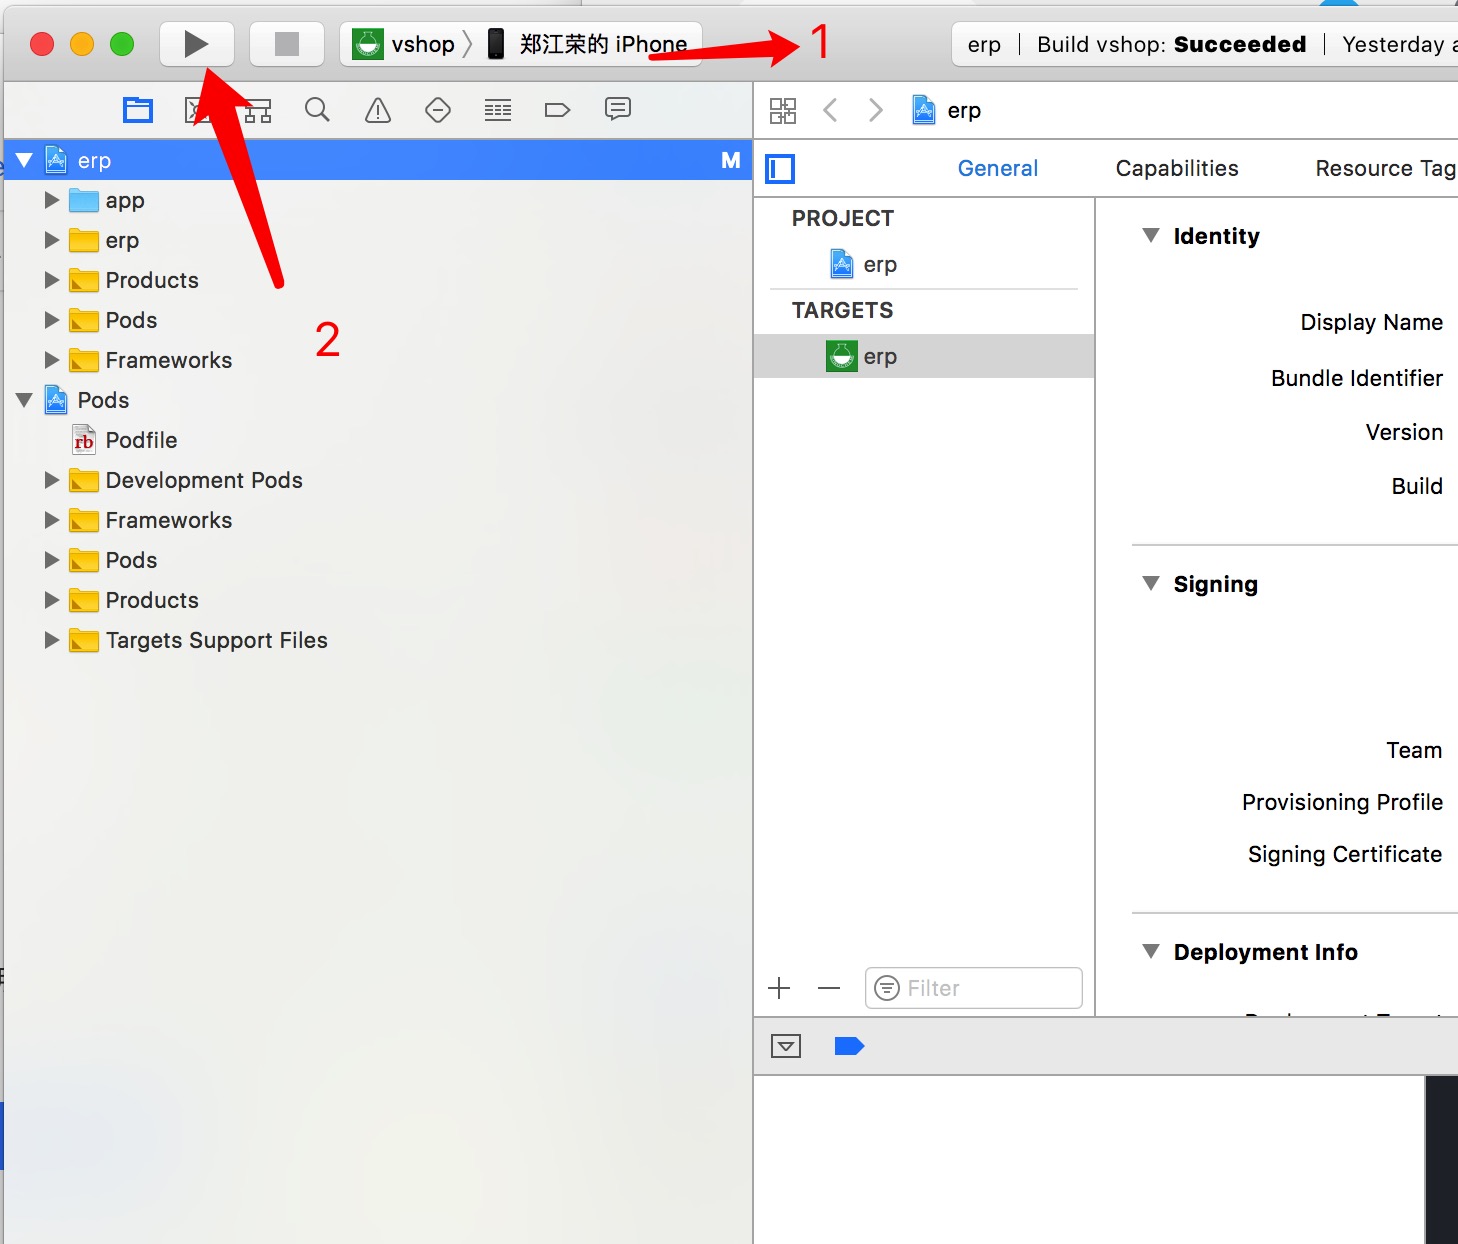 vshop 〉 郑江荣的 iPhone
1
erp | Build vshop: Succeeded | Yesterday
erp
erp M
app
erp
Products
Pods
Frameworks
2
Pods
Podfile
Development Pods
Frameworks
Pods
Products
Targets Support Files
General Capabilities Resource Tag
PROJECT
erp
TARGETS
erp
Filter
Identity
Display Name
Bundle Identifier
Version
Build
Signing
Team
Provisioning Profile
Signing Certificate
Deployment Info